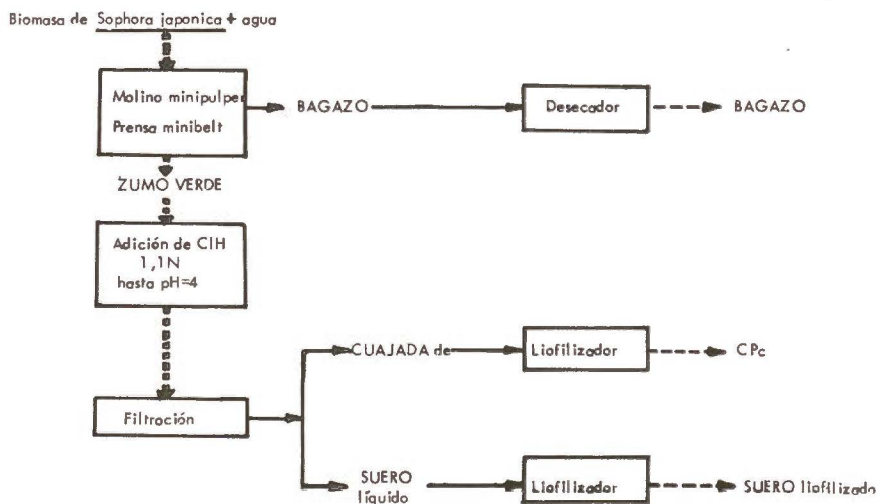 Biomasa de Sophora japonica + agua
Molino minipulper
Prensa minibelt
BAGAZO
Desecador
BAGAZO
ZUMO VERDE
Adición de ClH
1,1N
hasta pH=4
CUAJADA de
Liofilizador
CPc
Filtroción
SUERO
líquido
Liofilizador
SUERO liofilizado